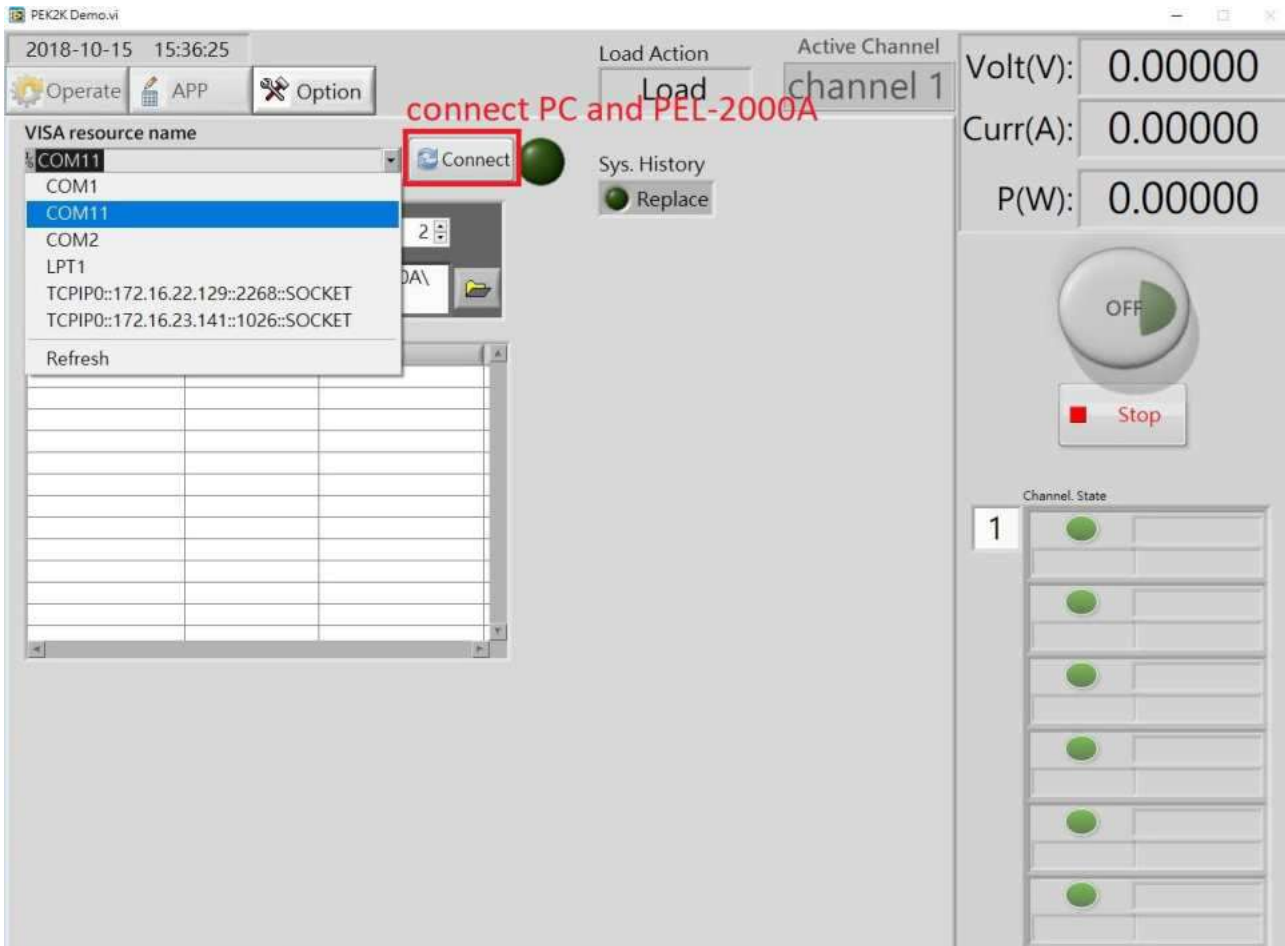 PEK2K Demo.vi
2018-10-15 15:36:25
Operate
APP
Option
Load Action
Load
Active Channel
channel 1
connect PC and PEL-2000A
VISA resource name
COM11
Connect
COM1
COM11
COM2
LPT1
TCPIP0::172.16.22.129::2268::SOCKET
TCPIP0::172.16.23.141::1026::SOCKET
Refresh
2
0A\
Sys. History
Replace
Volt(V): 0.00000
Curr(A): 0.00000
P(W): 0.00000
OFF
Stop
Channel. State
1